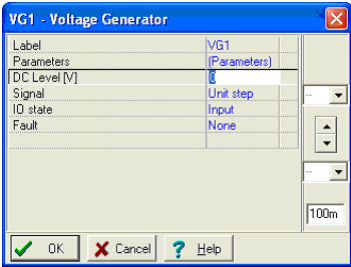 VG1 - Voltage Generator
Label VG1
Parameters (Parameters)
DC Level [V] 0
Signal Unit step
IO state Input
Fault None
--
--
100m
OK Cancel ? Help